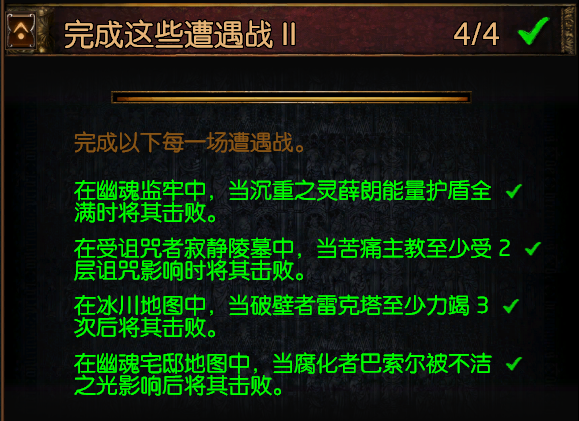 完成这些遭遇战 II 4/4
完成以下每一场遭遇战。
在幽魂监牢中，当沉重之灵薛朗能量护盾全
满时将其击败。
在受诅咒者寂静陵墓中，当苦痛主教至少受 2
层诅咒影响时将其击败。
在冰川地图中，当破壁者雷克塔至少力竭 3
次后将其击败。
在幽魂宅邸地图中，当腐化者巴索尔被不洁
之光影响后将其击败。